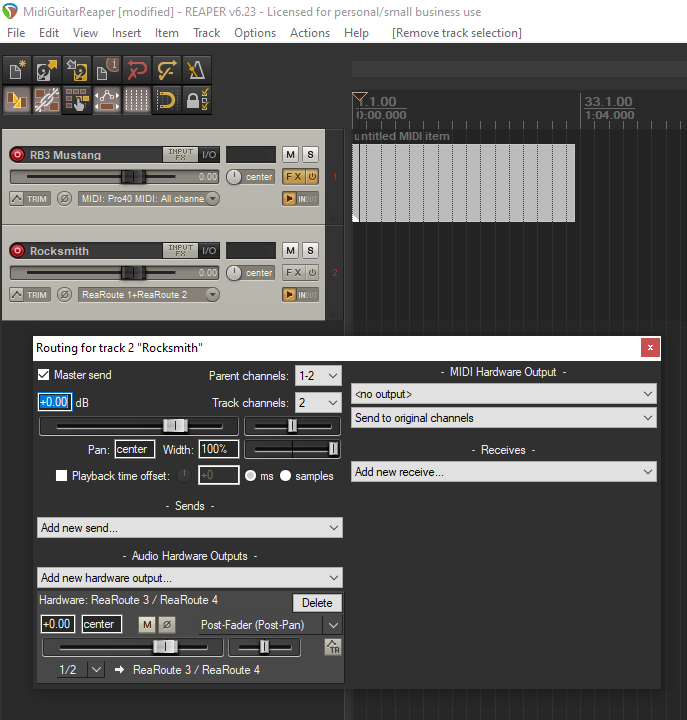 MidiGuitarReaper [modified] - REAPER v6.23 - Licensed for personal/small business use
File Edit View Insert Item Track Options Actions Help [Remove track selection]
1.1.00 33.1.00
0:00.000 1:04.000
untitled MIDI item
RB3 Mustang INPUT FX I/O M S
0.00 center FX 1
TRIM Ø MIDI: Pro40 MIDI: All channe IN OUT
Rocksmith INPUT FX I/O M S
0.00 center FX 2
TRIM Ø ReaRoute 1+ReaRoute 2 IN OUT
Routing for track 2 "Rocksmith" x
Master send Parent channels: 1-2
+0.00 dB Track channels: 2
Pan: center Width: 100%
Playback time offset: +0 ms samples
- Sends -
Add new send...
- Audio Hardware Outputs -
Add new hardware output...
Hardware: ReaRoute 3 / ReaRoute 4 Delete
+0.00 center M Ø Post-Fader (Post-Pan)
TR
1/2 ➔ ReaRoute 3 / ReaRoute 4
- MIDI Hardware Output -
<no output>
Send to original channels
- Receives -
Add new receive...